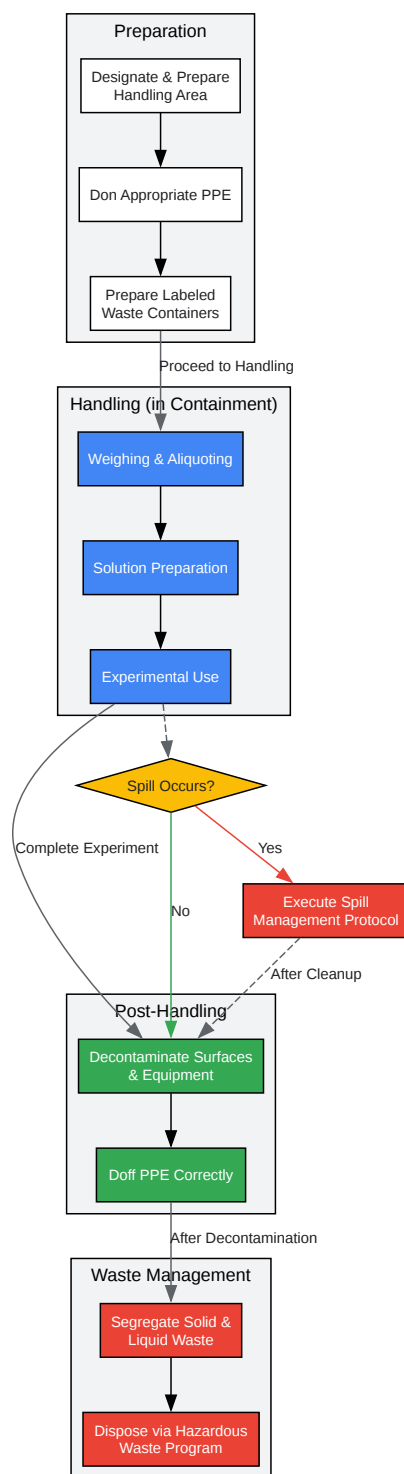 Preparation
Designate & Prepare
Handling Area
Don Appropriate PPE
Prepare Labeled
Waste Containers
Proceed to Handling
Handling (in Containment)
Weighing & Aliquoting
Solution Preparation
Experimental Use
Spill Occurs?
Complete Experiment
Yes
No
Execute Spill
Management Protocol
After Cleanup
Post-Handling
Decontaminate Surfaces
& Equipment
Doff PPE Correctly
After Decontamination
Waste Management
Segregate Solid &
Liquid Waste
Dispose via Hazardous
Waste Program